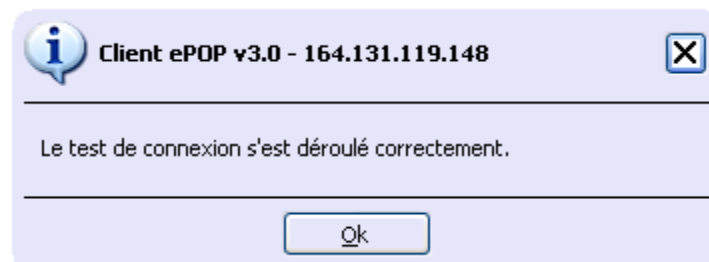 Client ePOP v3.0 - 164.131.119.148
Le test de connexion s'est déroulé correctement.
Ok